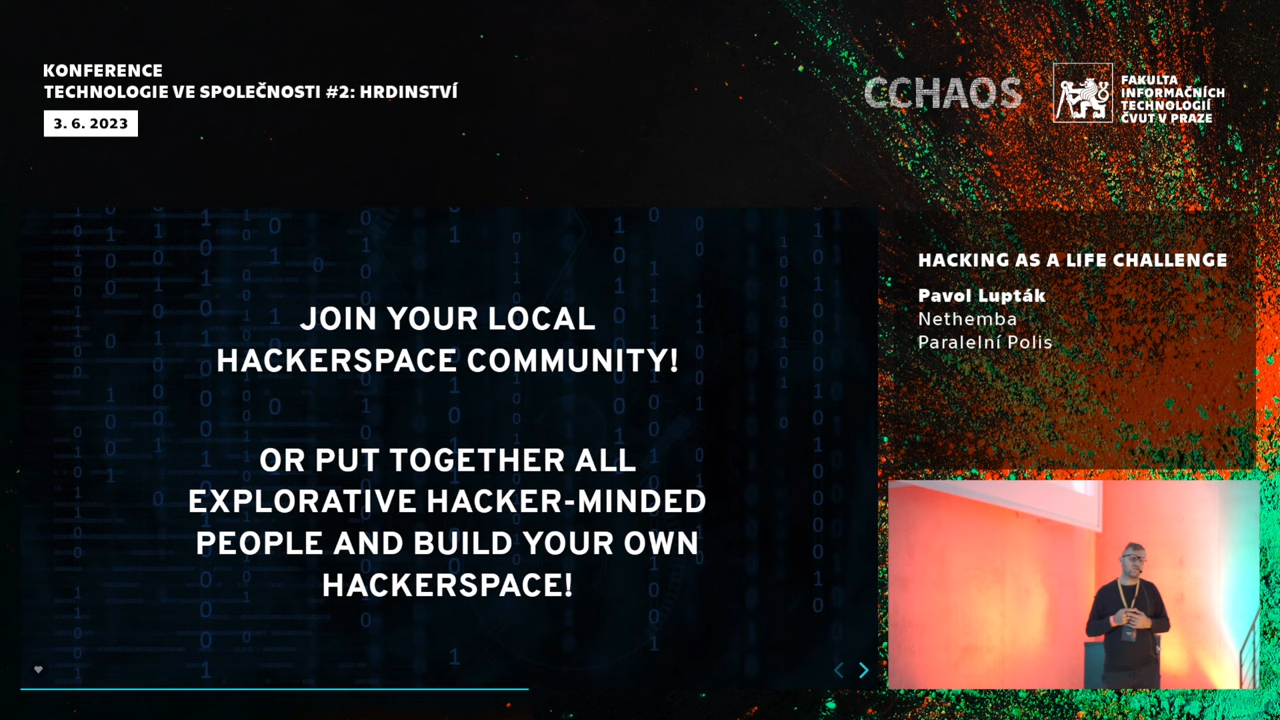 KONFERENCE
TECHNOLOGIE VE SPOLEČNOSTI #2: HRDINSTVÍ
3. 6. 2023
CCHAOS
FAKULTA
INFORMAČNÍCH
TECHNOLOGIÍ
ČVUT V PRAZE
JOIN YOUR LOCAL
HACKERSPACE COMMUNITY!
OR PUT TOGETHER ALL
EXPLORATIVE HACKER-MINDED
PEOPLE AND BUILD YOUR OWN
HACKERSPACE!
HACKING AS A LIFE CHALLENGE
Pavol Lupták
Nethemba
Paralelní Polis